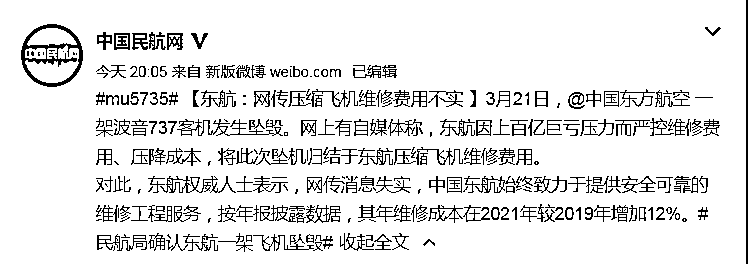 中国民航网
中国民航网 V
今天 20:05 来自 新版微博 weibo.com 已编辑
#mu5735# 【东航：网传压缩飞机维修费用不实 】3月21日，@中国东方航空 一
架波音737客机发生坠毁。网上有自媒体称，东航因上百亿巨亏压力而严控维修费
用、压降成本，将此次坠机归结于东航压缩飞机维修费用。
对此，东航权威人士表示，网传消息失实，中国东航始终致力于提供安全可靠的
维修工程服务，按年报披露数据，其年维修成本在2021年较2019年增加12%。#
民航局确认东航一架飞机坠毁# 收起全文